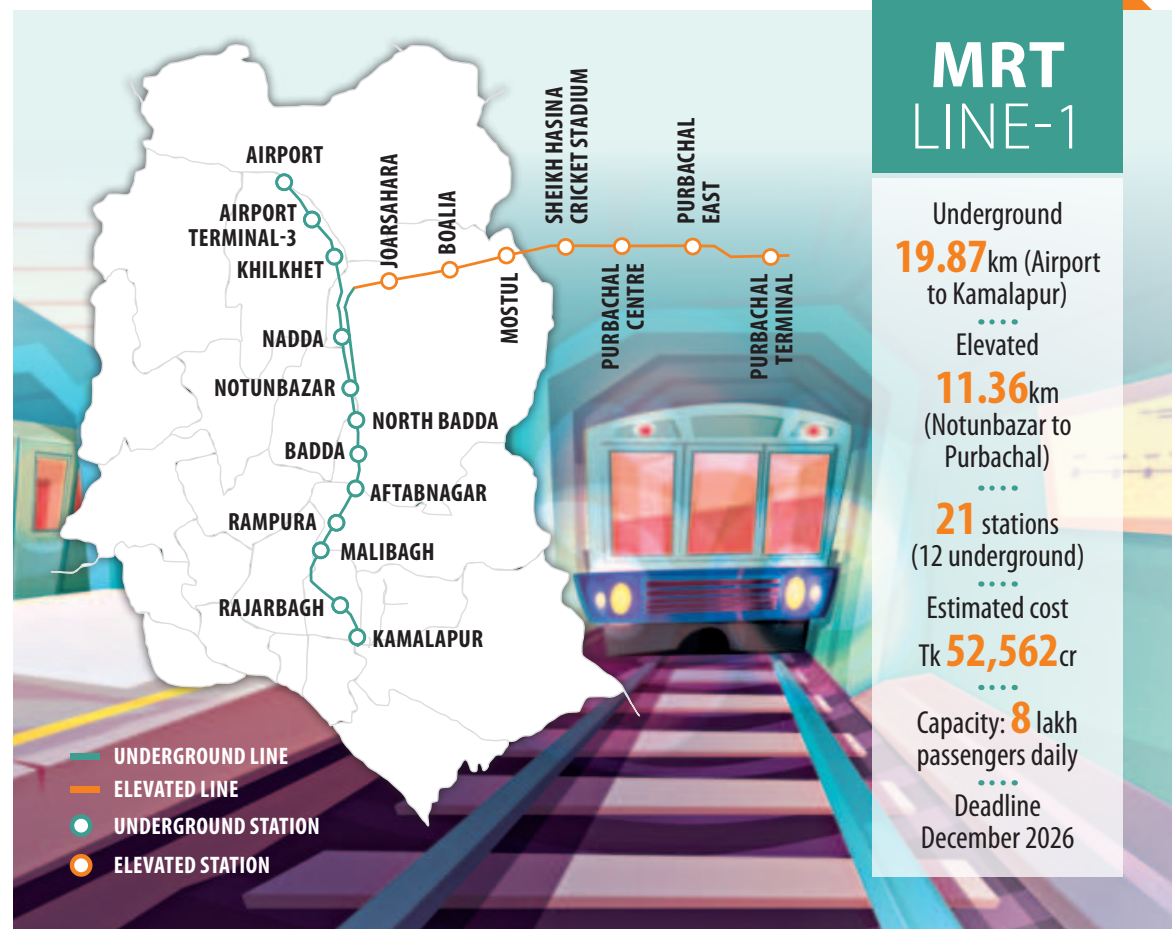 MRT
LINE-1
Underground
19.87km (Airport
to Kamalapur)
Elevated
11.36km
(Notunbazar to
Purbachal)
21 stations
(12 underground)
Estimated cost
Tk 52,562cr
Capacity: 8 lakh
passengers daily
Deadline
December 2026
AIRPORT
AIRPORT
TERMINAL-3
KHILKHET
NADDA
NOTUNBAZAR
NORTH BADDA
BADDA
AFTABNAGAR
RAMPURA
MALIBAGH
RAJARBAGH
KAMALAPUR
JOARSAHARA
BOALIA
MOSTUL
SHEIKH HASINA
CRICKET STADIUM
PURBACHAL
CENTRE
PURBACHAL
EAST
PURBACHAL
TERMINAL
UNDERGROUND LINE
ELEVATED LINE
UNDERGROUND STATION
ELEVATED STATION